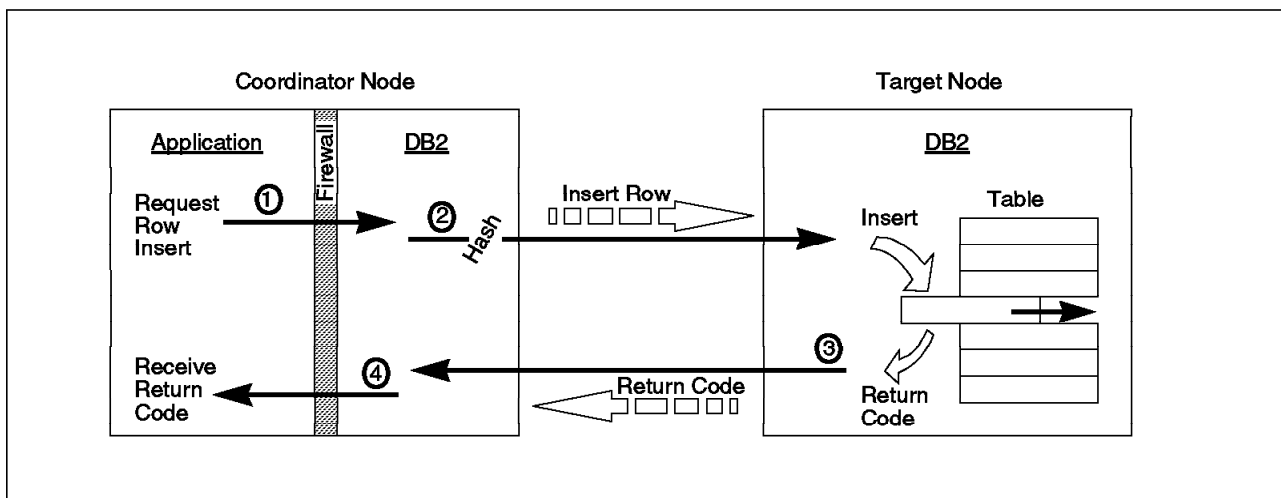 Coordinator Node
Target Node
Application
Firewall
DB2
DB2
Request
Row
Insert
1
2
Hash
Insert Row
Insert
Table
Receive
Return
Code
4
3
Return Code
Return
Code